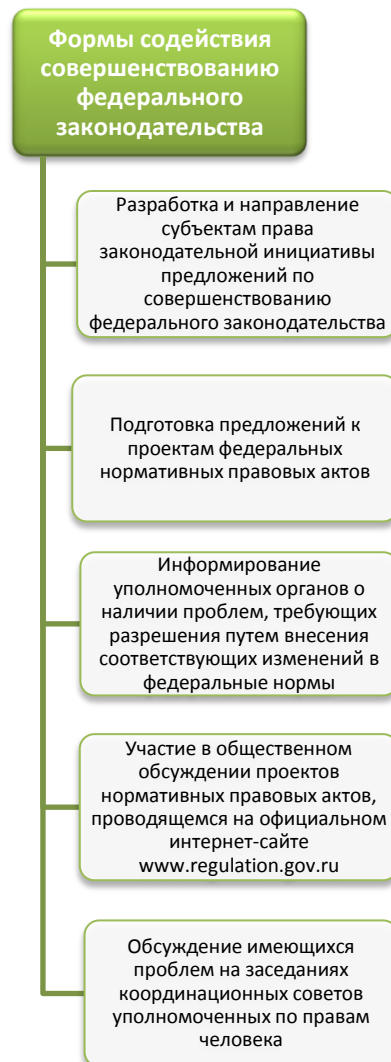 Формы содействия
совершенствованию
федерального
законодательства
Разработка и направление
субъектам права
законодательной инициативы
предложений по
совершенствованию
федерального законодательства
Подготовка предложений к
проектам федеральных
нормативных правовых актов
Информирование
уполномоченных органов о
наличии проблем, требующих
разрешения путем внесения
соответствующих изменений в
федеральные нормы
Участие в общественном
обсуждении проектов
нормативных правовых актов,
проводящемся на официальном
интернет-сайте
www.regulation.gov.ru
Обсуждение имеющихся
проблем на заседаниях
координационных советов
уполномоченных по правам
человека